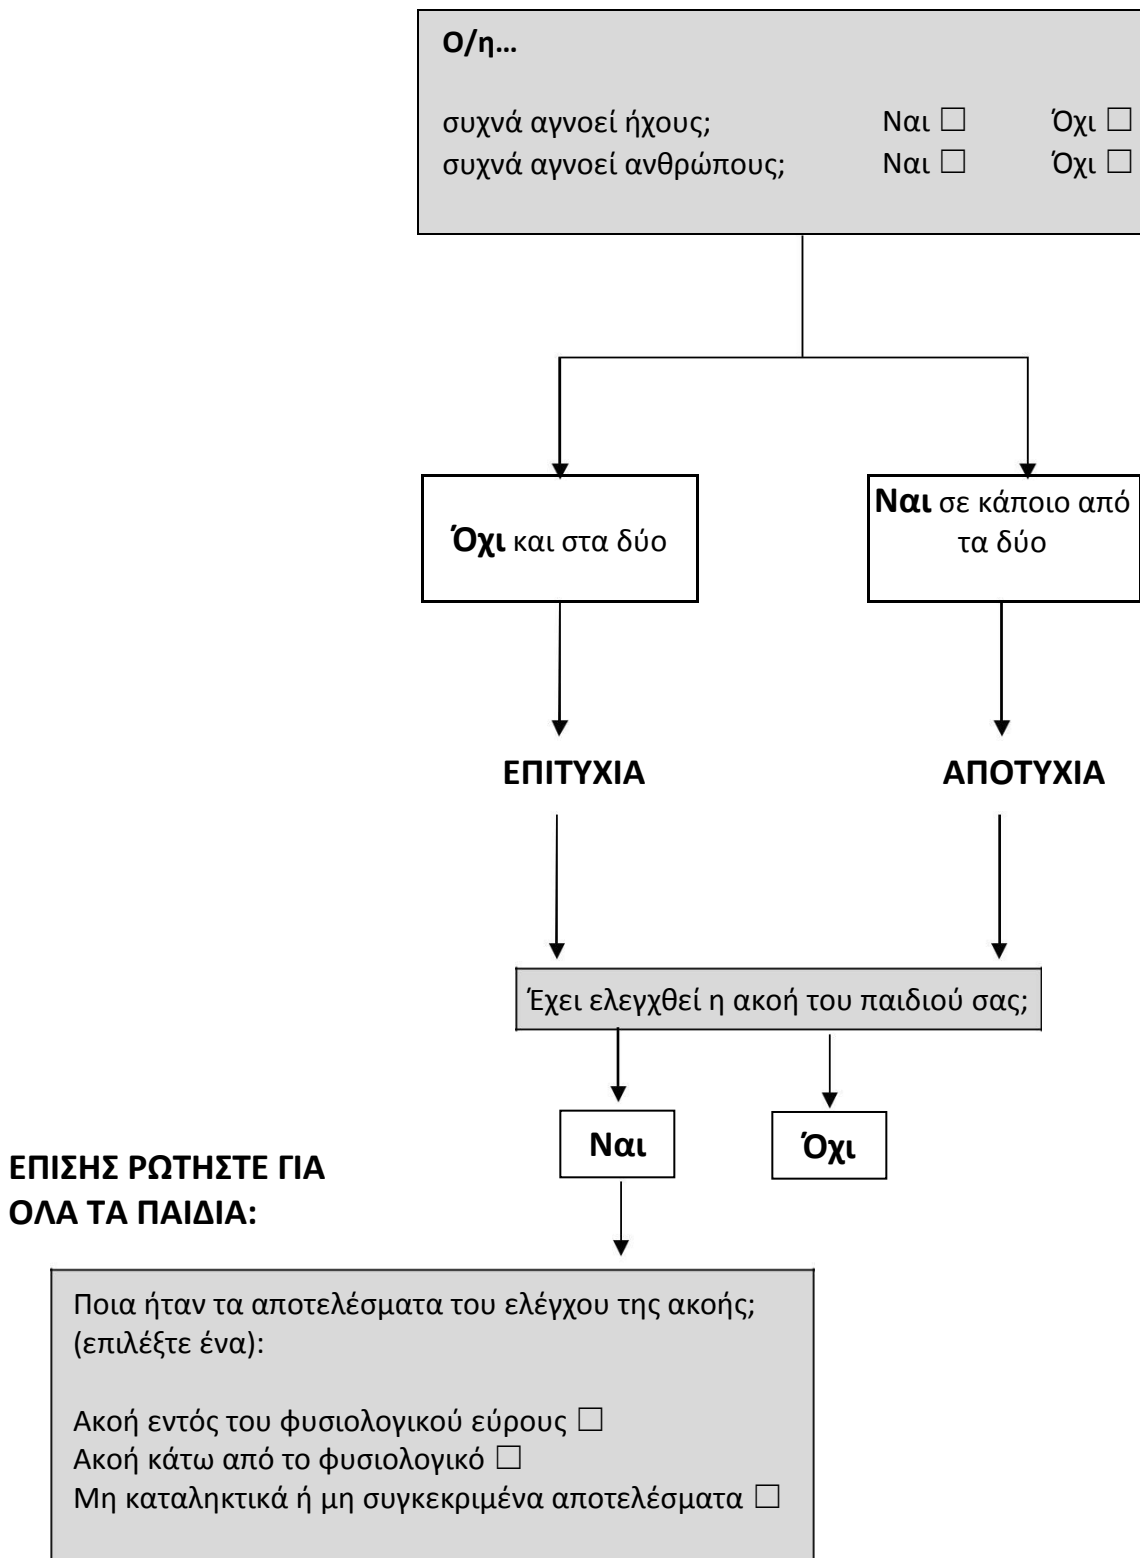 Ο/η...
συχνά αγνοεί ήχους; Ναι ☐ Όχι ☐
συχνά αγνοεί ανθρώπους; Ναι ☐ Όχι ☐
Όχι και στα δύο
Ναι σε κάποιο από
τα δύο
ΕΠΙΤΥΧΙΑ
ΑΠΟΤΥΧΙΑ
Έχει ελεγχθεί η ακοή του παιδιού σας;
Ναι
Όχι
ΕΠΙΣΗΣ ΡΩΤΗΣΤΕ ΓΙΑ
ΟΛΑ ΤΑ ΠΑΙΔΙΑ:
Ποια ήταν τα αποτελέσματα του ελέγχου της ακοής;
(επιλέξτε ένα):
Ακοή εντός του φυσιολογικού εύρους ☐
Ακοή κάτω από το φυσιολογικό ☐
Μη καταληκτικά ή μη συγκεκριμένα αποτελέσματα ☐